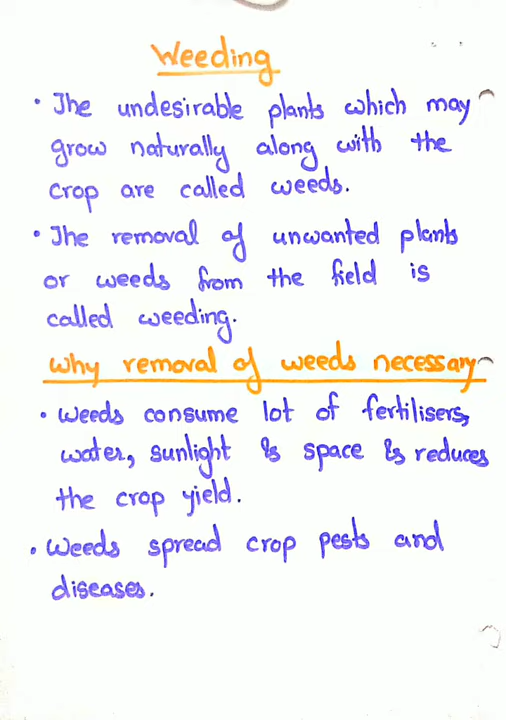 Weeding
• The undesirable plants which may
grow naturally along with the
crop are called weeds.
• The removal of unwanted plants
or weeds from the field is
called weeding.
Why removal of weeds necessary
• Weeds consume lot of fertilisers,
water, sunlight & space & reduces
the crop yield.
• Weeds spread crop pests and
diseases.